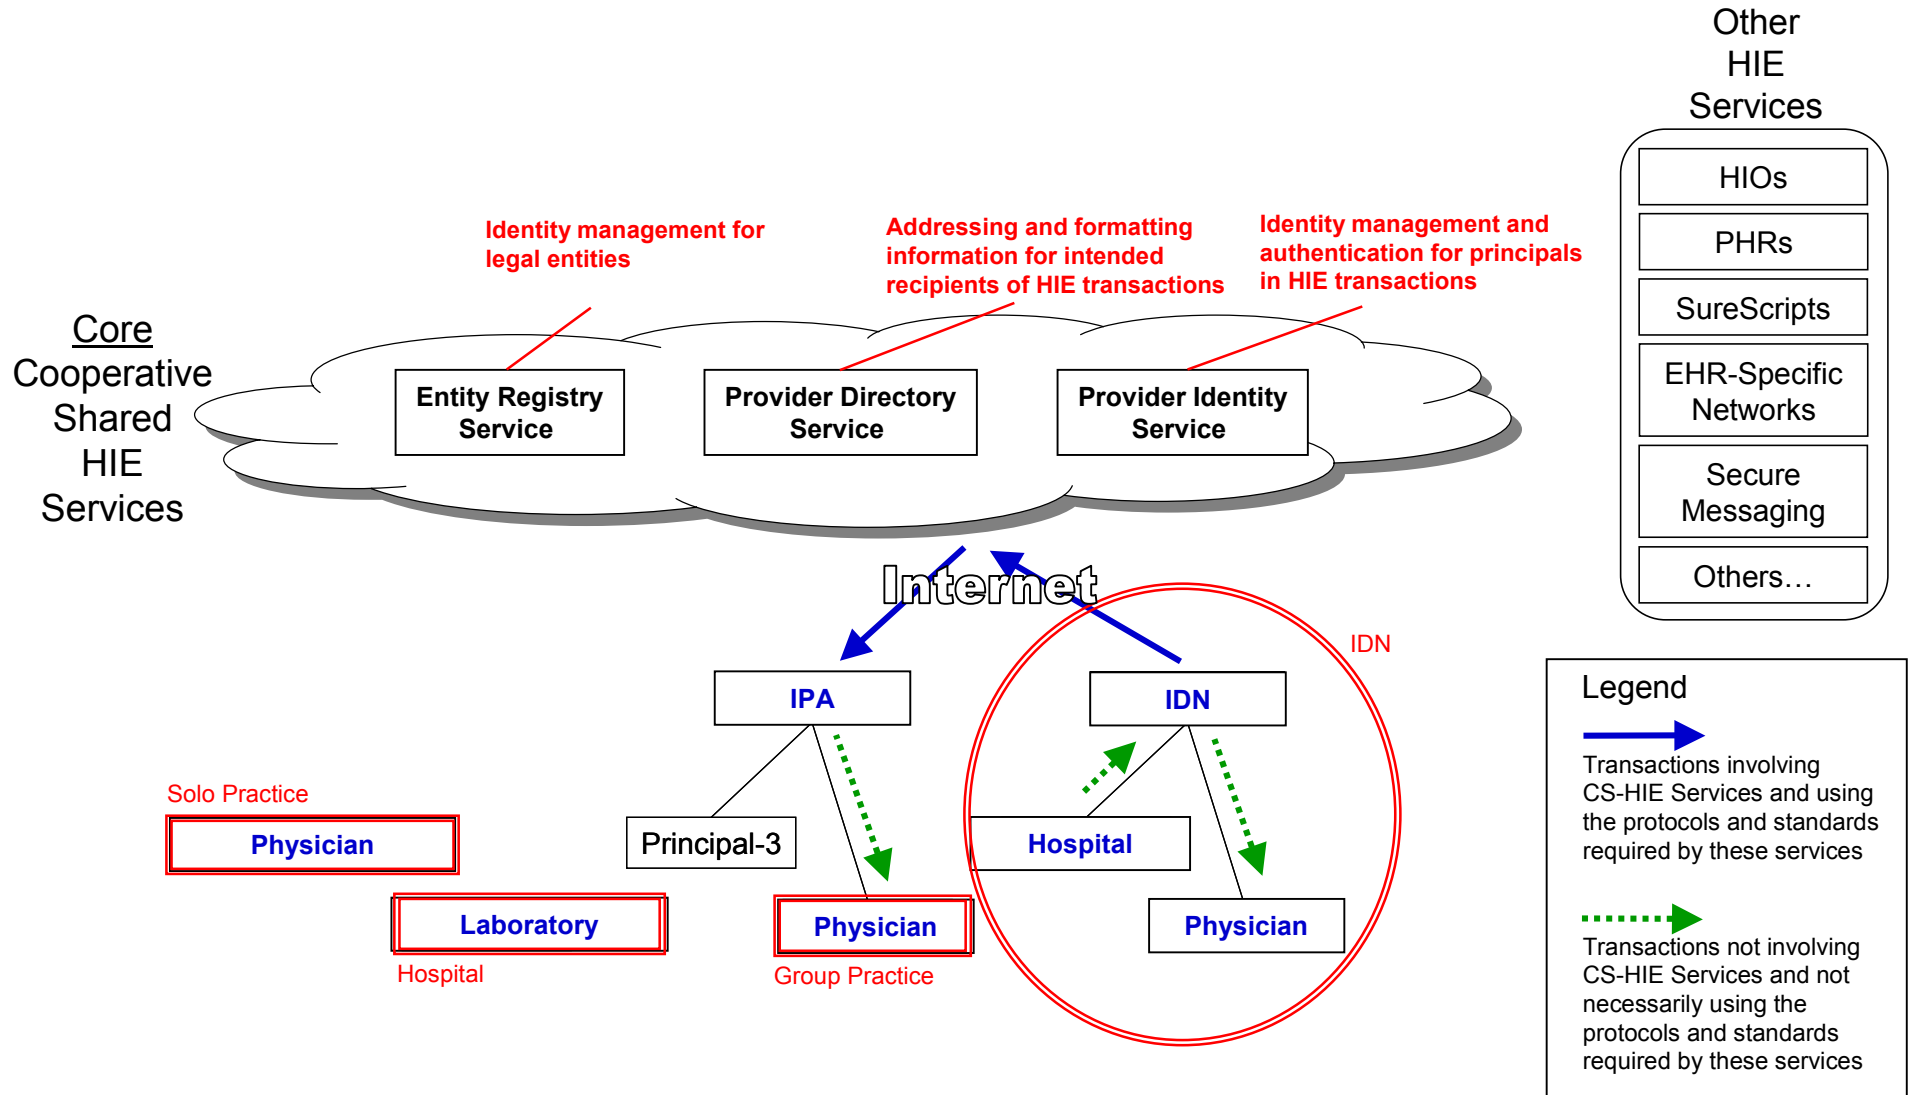 Other
HIE
Services
HIOs
PHRs
SureScripts
EHR-Specific
Networks
Secure
Messaging
Others…
Identity management for
legal entities
Addressing and formatting
information for intended
recipients of HIE transactions
Identity management and
authentication for principals
in HIE transactions
Core
Cooperative
Shared
HIE
Services
Entity Registry
Service
Provider Directory
Service
Provider Identity
Service
Internet
IDN
IPA
IDN
Solo Practice
Physician
Principal-3
Hospital
Laboratory
Hospital
Physician
Group Practice
Physician
Legend
Transactions involving
CS-HIE Services and using
the protocols and standards
required by these services
Transactions not involving
CS-HIE Services and not
necessarily using the
protocols and standards
required by these services